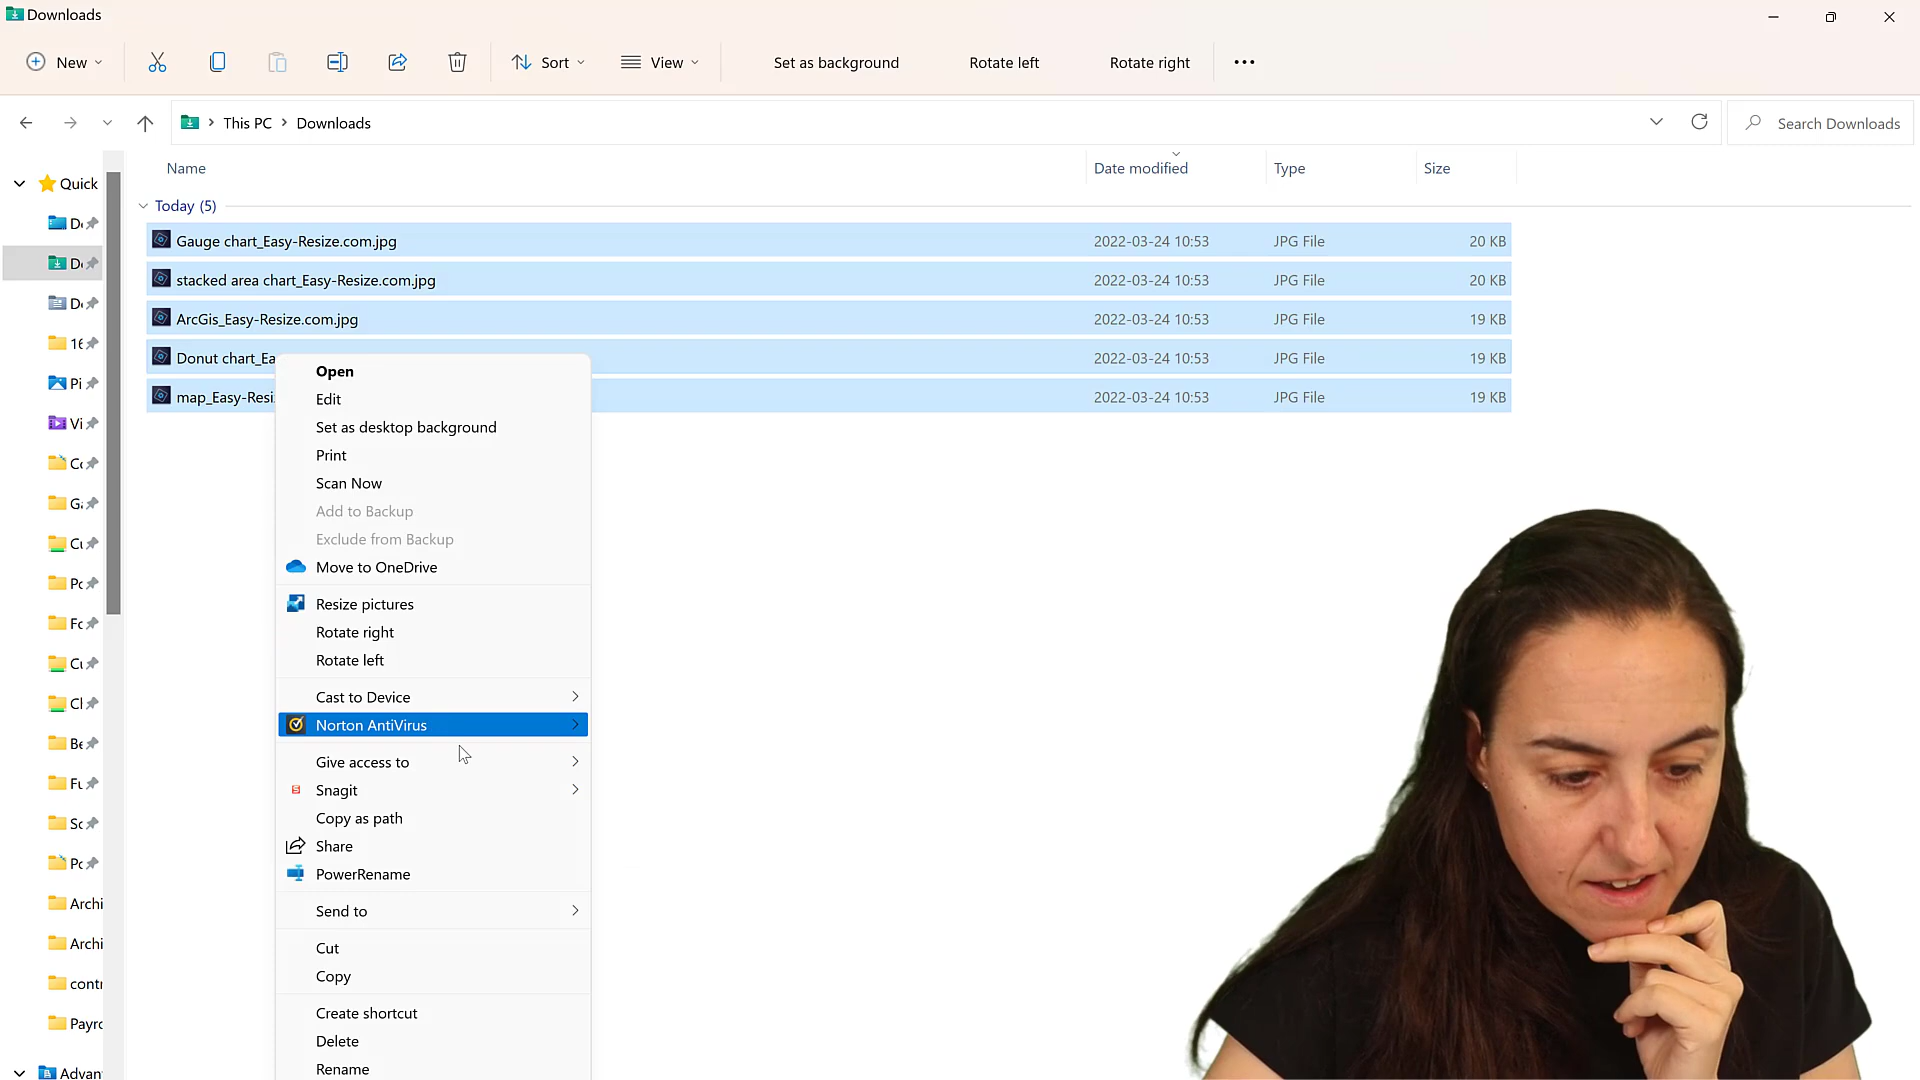 Downloads
New
Sort
View
Set as background
Rotate left
Rotate right
This PC
Downloads
Search Downloads
Name
Date modified
Type
Size
Quick
Today (5)
Gauge chart_Easy-Resize.com.jpg
2022-03-24 10:53
JPG File
20 KB
stacked area chart_Easy-Resize.com.jpg
2022-03-24 10:53
JPG File
20 KB
ArcGis_Easy-Resize.com.jpg
2022-03-24 10:53
JPG File
19 KB
Donut chart_Ea
2022-03-24 10:53
JPG File
19 KB
map_Easy-Resi
2022-03-24 10:53
JPG File
19 KB
16
Pi
Vi
Archi
Archi
contr
Payro
Advan
Open
Edit
Set as desktop background
Print
Scan Now
Add to Backup
Exclude from Backup
Move to OneDrive
Resize pictures
Rotate right
Rotate left
Cast to Device
Norton AntiVirus
Give access to
Snagit
Copy as path
Share
PowerRename
Send to
Cut
Copy
Create shortcut
Delete
Rename